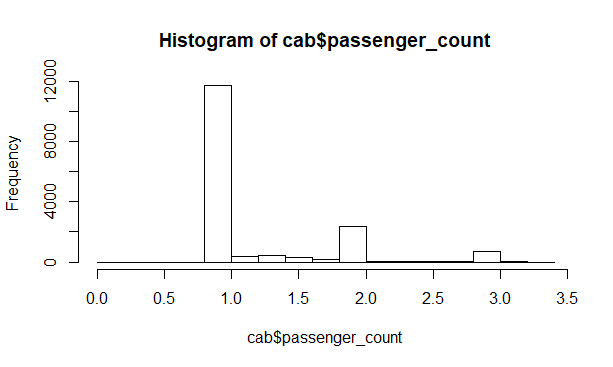 Histogram of cab$passenger_count
Frequency
12000
8000
4000
0
0.0 0.5 1.0 1.5 2.0 2.5 3.0 3.5
cab$passenger_count